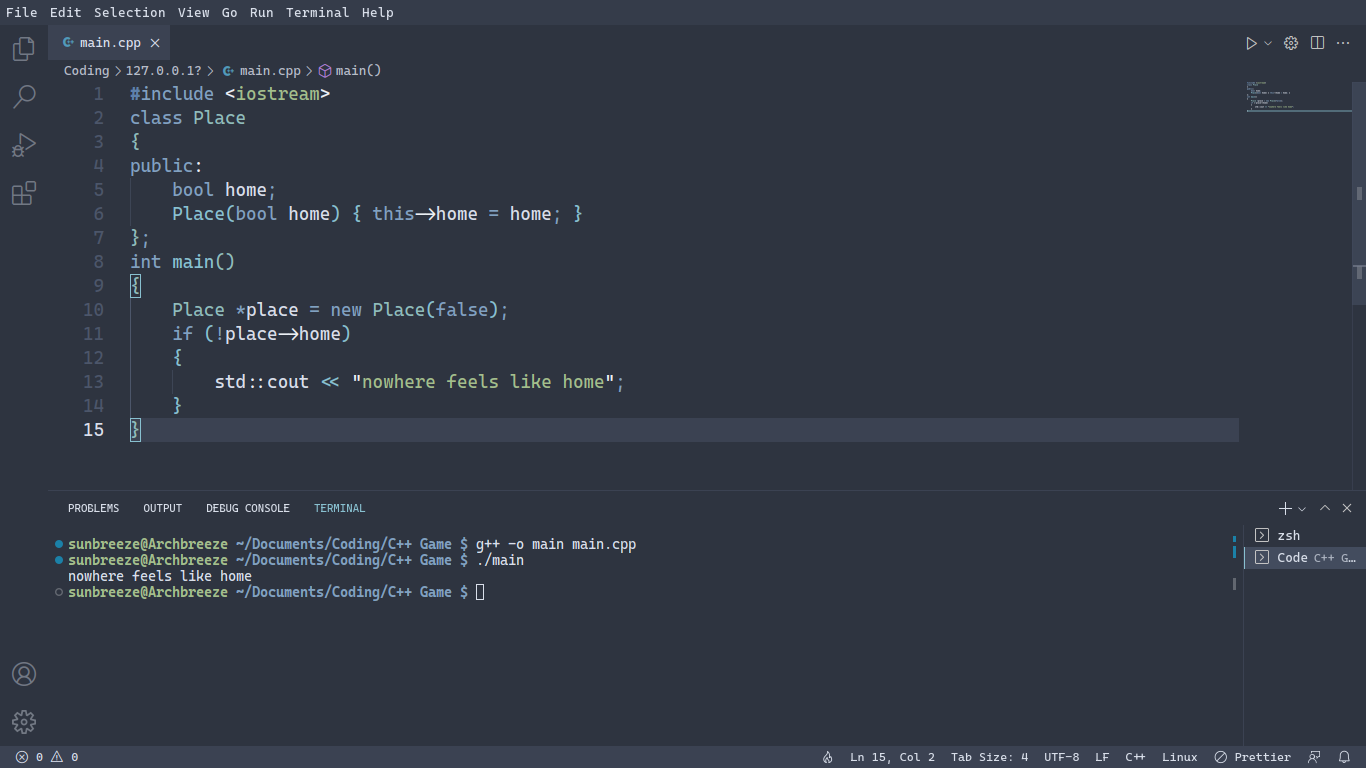 File Edit Selection View Go Run Terminal Help
main.cpp
Coding > 127.0.0.1? > main.cpp > main()
1 #include <iostream>
2 class Place
3 {
4 public:
5 bool home;
6 Place(bool home) { this->home = home; }
7 };
8 int main()
9 {
10 Place *place = new Place(false);
11 if (!place->home)
12 {
13 std::cout << "nowhere feels like home";
14 }
15 }
PROBLEMS OUTPUT DEBUG CONSOLE TERMINAL
sunbreeze@Archbreeze ~/Documents/Coding/C++ Game $ g++ -o main main.cpp
sunbreeze@Archbreeze ~/Documents/Coding/C++ Game $ ./main
nowhere feels like home
sunbreeze@Archbreeze ~/Documents/Coding/C++ Game $
zsh
Code C++ G…
0 0 Ln 15, Col 2 Tab Size: 4 UTF-8 LF C++ Linux Prettier